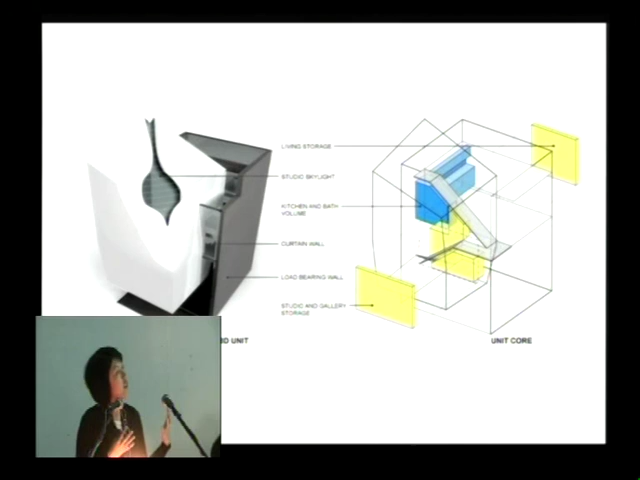 LIVING STORAGE
STUDIO SKYLIGHT
KITCHEN AND BATH
VOLUME
CURTAIN WALL
LOAD BEARING WALL
STUDIO AND GALLERY
STORAGE
UNIT
UNIT CORE